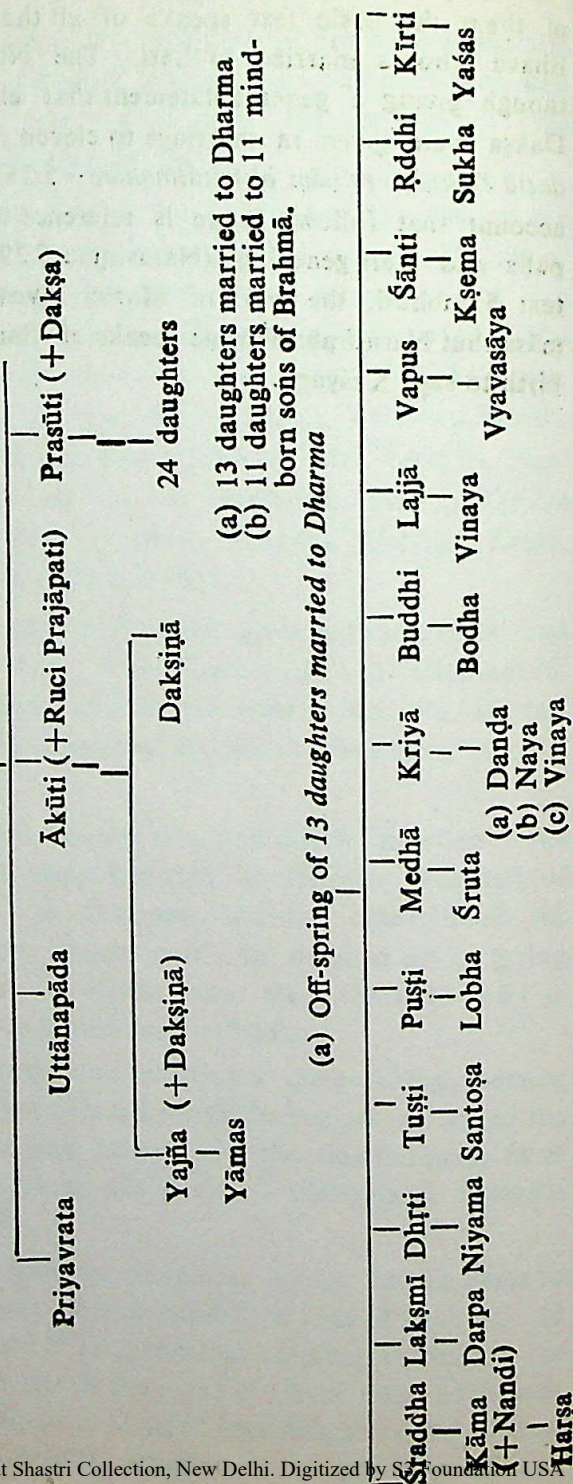 Priyavrata Uttānapāda Ākūti (+Ruci Prajāpati) Prasūti (+Dakṣa)
Yajña (+Dakṣiṇā) Dakṣiṇā 24 daughters
Yāmas
(a) 13 daughters married to Dharma
(b) 11 daughters married to 11 mind-
born sons of Brahmā.
(a) Off-spring of 13 daughters married to Dharma
Śraddha Lakṣmī Dhṛti Tuṣṭi Puṣṭi Medhā Kriyā Buddhi Lajjā Vapus Śānti Ṛddhi Kīrti
Kāma Darpa Niyama Santoṣa Lobha Śruta Bodha Vinaya Vyavasāya Kṣema Sukha Yaśas
(+Nandi) (a) Danḍa
(b) Naya
(c) Vinaya
Harṣa
t Shastri Collection, New Delhi. Digitized by S3 Foundation USA